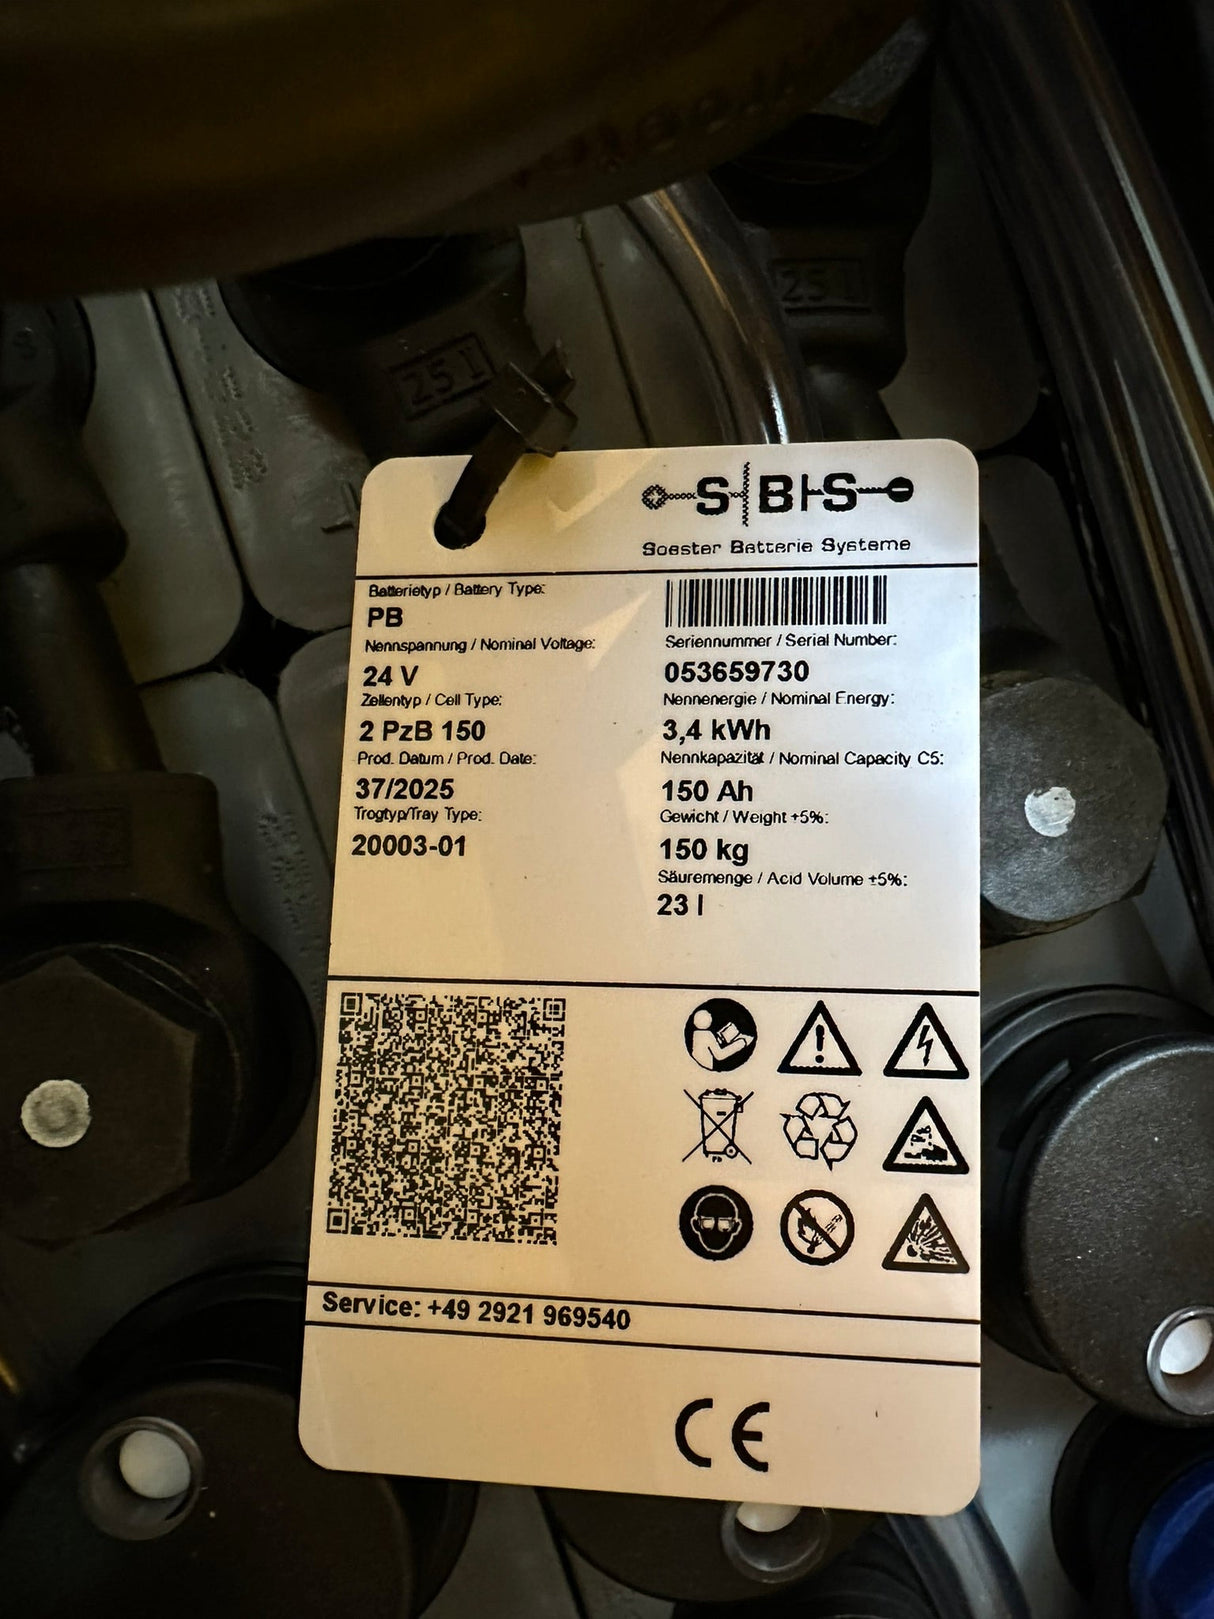 25 I
25 I
SBS
Soester Batterie Systeme
Batterietyp / Battery Type:
PB
Nennspannung / Nominal Voltage:
24 V
Zellentyp / Cell Type:
2 PzB 150
Prod. Datum / Prod. Date:
37/2025
Trogtyp/Tray Type:
20003-01
Seriennummer / Serial Number:
053659730
Nennenergie / Nominal Energy:
3,4 kWh
Nennkapazität / Nominal Capacity C5:
150 Ah
Gewicht / Weight ±5%:
150 kg
Säuremenge / Acid Volume ±5%:
23 l
Pb
Service: +49 2921 969540
CE